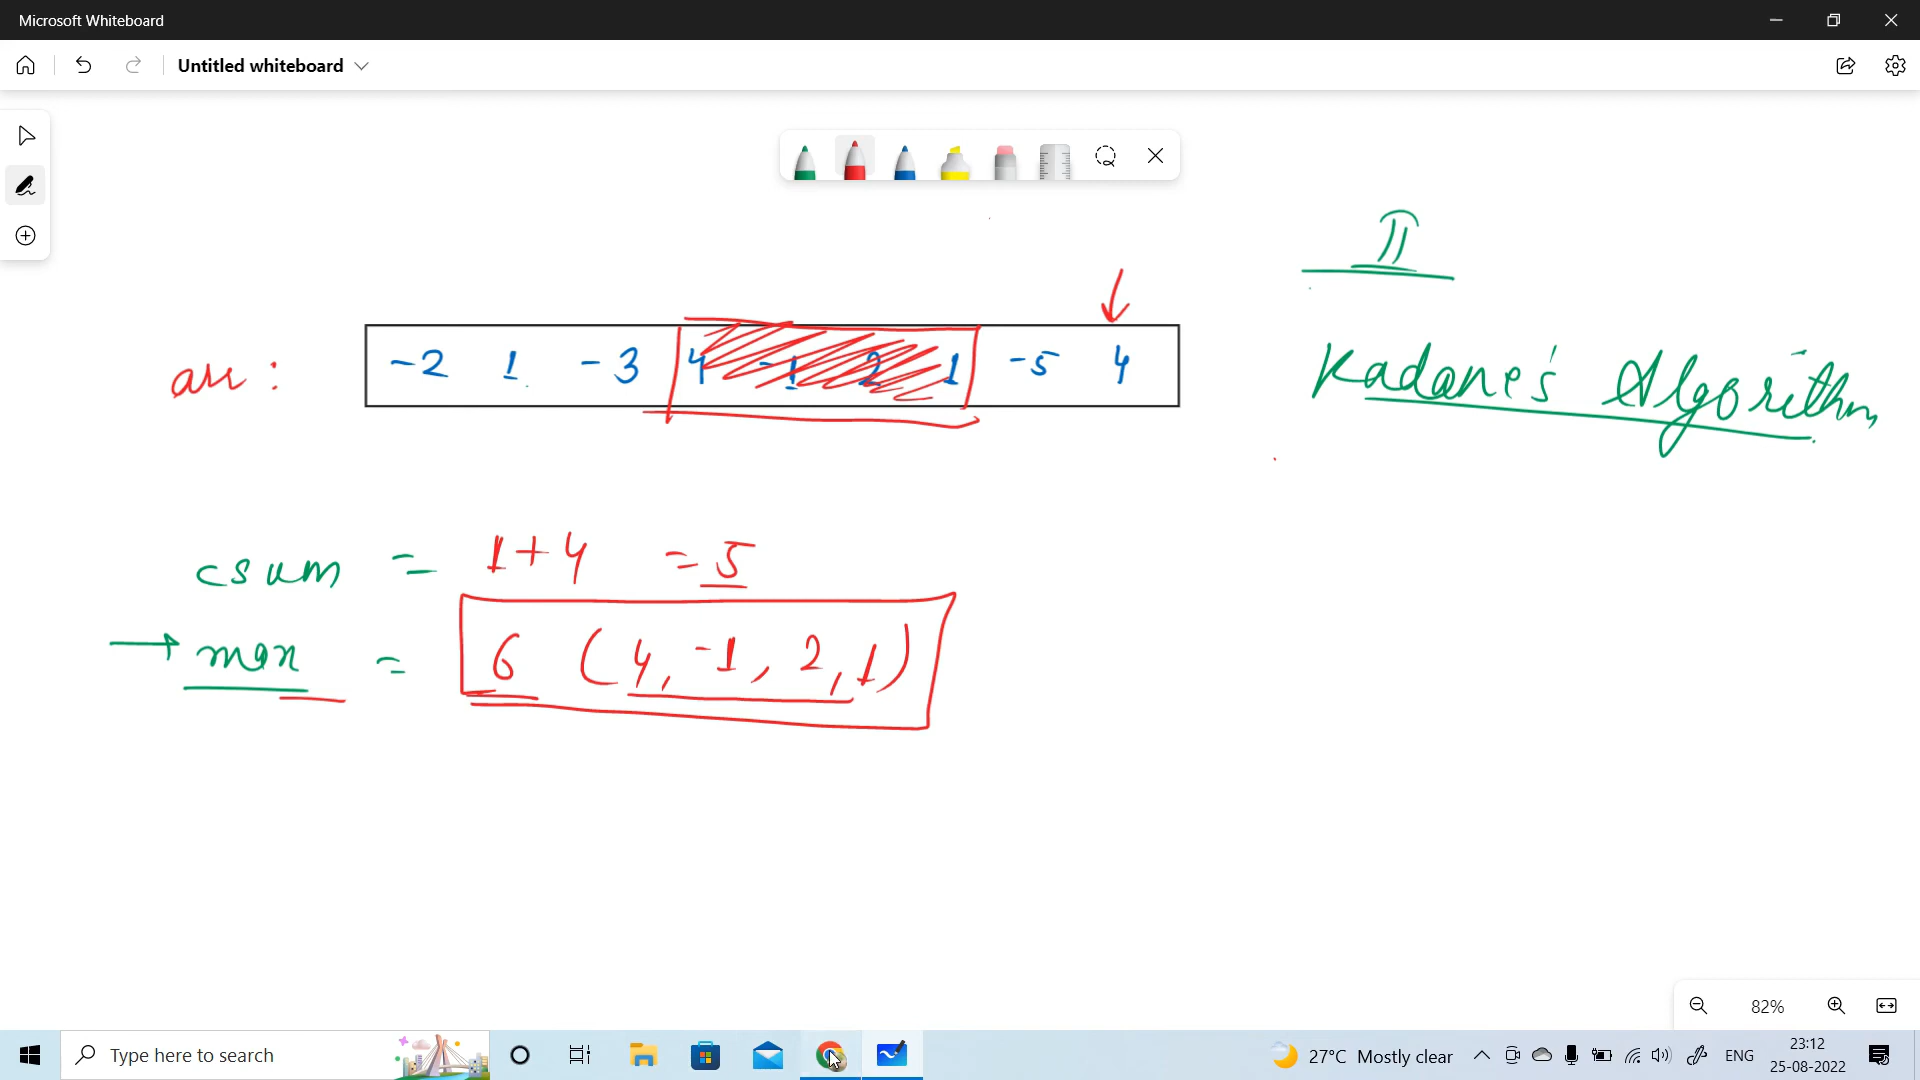 Microsoft Whiteboard
Untitled whiteboard
II
arr : -2 1 -3 4 -1 2 1 -5 4
Kadane's Algorithm
csum = 1+4 = 5
max = 6 (4, -1, 2, 1)
82%
Type here to search
27°C Mostly clear
ENG
23:12
25-08-2022